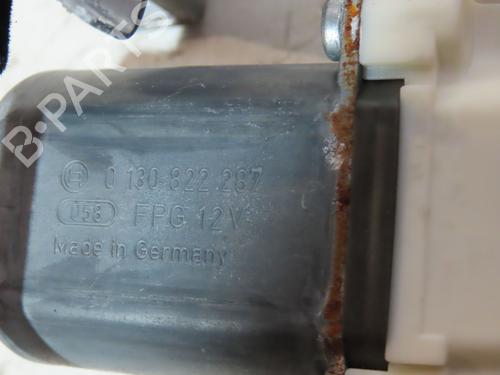 B-PARTS
0 130 822 287
058 FPG 12V
Made in Germany